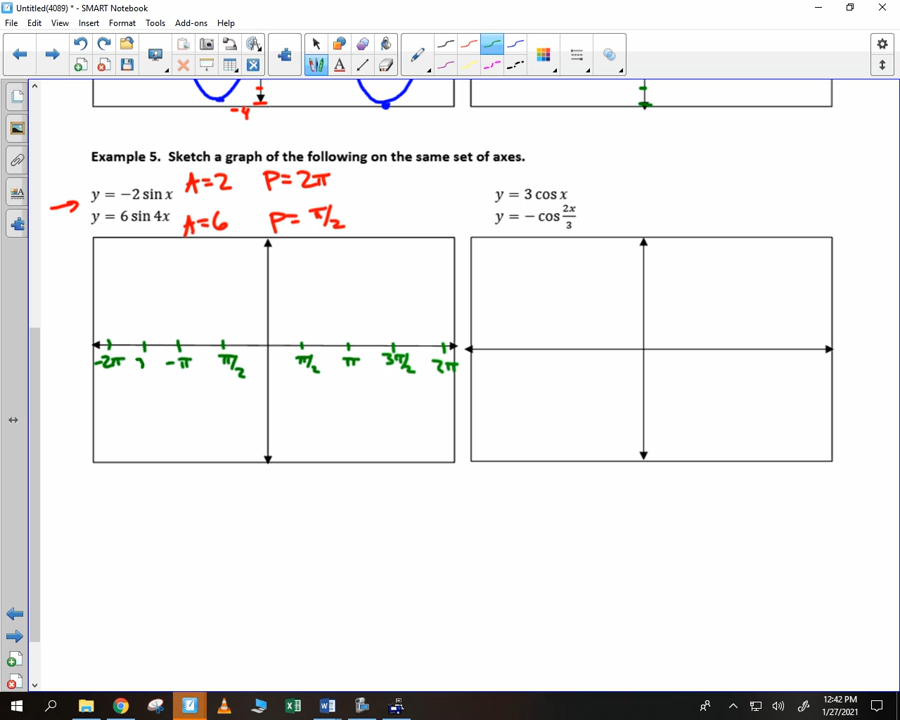 Untitled(4089) * - SMART Notebook
File Edit View Insert Format Tools Add-ons Help
-4
Example 5. Sketch a graph of the following on the same set of axes.
y = −2 sin x A=2 P=2π
y = 6 sin 4x A=6 P=π/2
y = 3 cos x
y = − cos 2x/3
-2π -π π/2 π/2 π 3π/2 2π
12:42 PM
1/27/2021